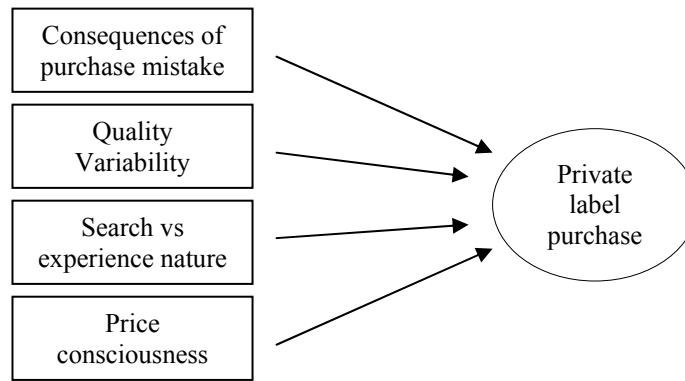 Consequences of
purchase mistake
Quality
Variability
Search vs
experience nature
Price
consciousness
Private
label
purchase